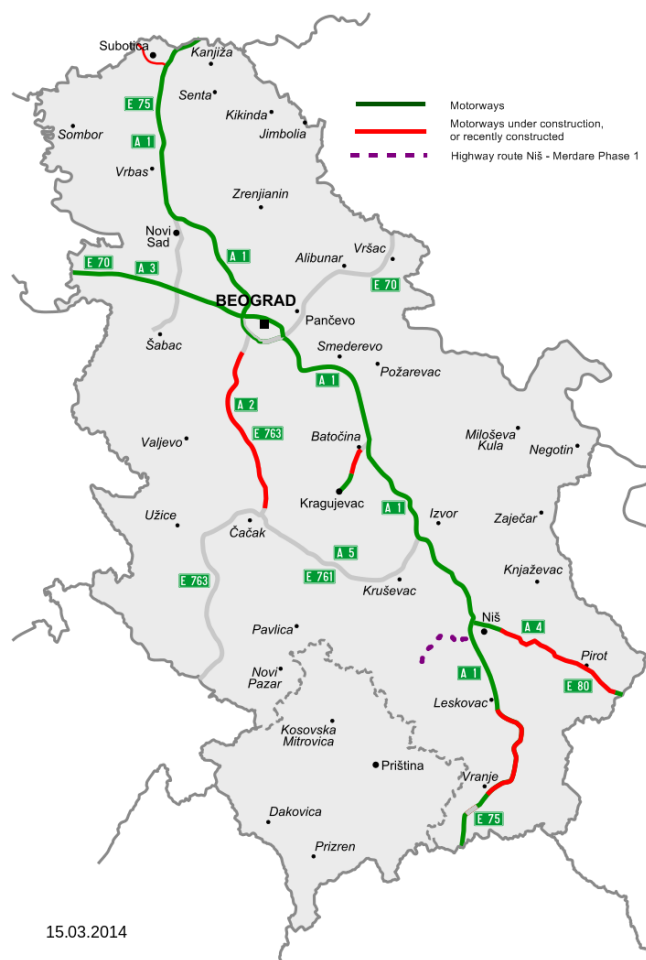 Subotica
Kanjiža
E 75
Senta
Kikinda
Jimbolia
Sombor
A 1
Vrbas
Motorways
Motorways under construction,
or recently constructed
Highway route Niš - Merdare Phase 1
Zrenjianin
Novi
Sad
A 1
Alibunar
Vršac
E 70
A 3
E 70
BEOGRAD
Pančevo
Šabac
Smederevo
Požarevac
A 1
A 2
E 763
Valjevo
Batočina
Miloševa
Kula
Negotin
Kragujevac
A 1
Izvor
Zaječar
Užice
Čačak
A 5
E 763
E 761
Kruševac
Knjaževac
Niš
A 4
Pavlica
Pirot
Novi
Pazar
A 1
E 80
Leskovac
Kosovska
Mitrovica
Priština
Vranje
E 75
Dakovica
Prizren
15.03.2014